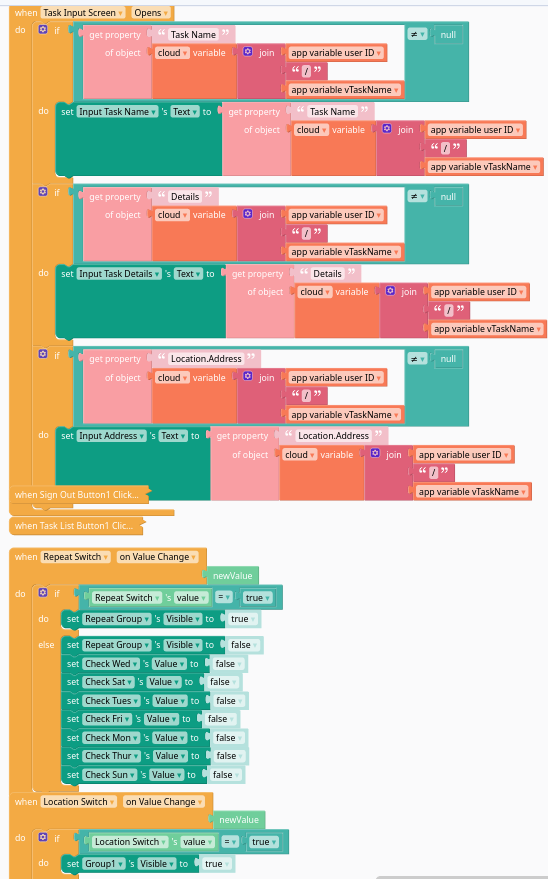 when Task Input Screen Opens
do if get property “ Task Name ” ≠ null
of object cloud variable join app variable user ID
“ / ”
app variable vTaskName
do set Input Task Name 's Text to get property “ Task Name ”
of object cloud variable join app variable user ID
“ / ”
app variable vTaskName
if get property “ Details ” ≠ null
of object cloud variable join app variable user ID
“ / ”
app variable vTaskName
do set Input Task Details 's Text to get property “ Details ”
of object cloud variable join app variable user ID
“ / ”
app variable vTaskName
if get property “ Location.Address ” ≠ null
of object cloud variable join app variable user ID
“ / ”
app variable vTaskName
do set Input Address 's Text to get property “ Location.Address ”
of object cloud variable join app variable user ID
“ / ”
app variable vTaskName
when Sign Out Button1 Click...
when Task List Button1 Clic...
when Repeat Switch on Value Change
newValue
do if Repeat Switch 's value = true
do set Repeat Group 's Visible to true
else set Repeat Group 's Visible to false
set Check Wed 's Value to false
set Check Sat 's Value to false
set Check Tues 's Value to false
set Check Fri 's Value to false
set Check Mon 's Value to false
set Check Thur 's Value to false
set Check Sun 's Value to false
when Location Switch on Value Change
newValue
do if Location Switch 's value = true
do set Group1 's Visible to true